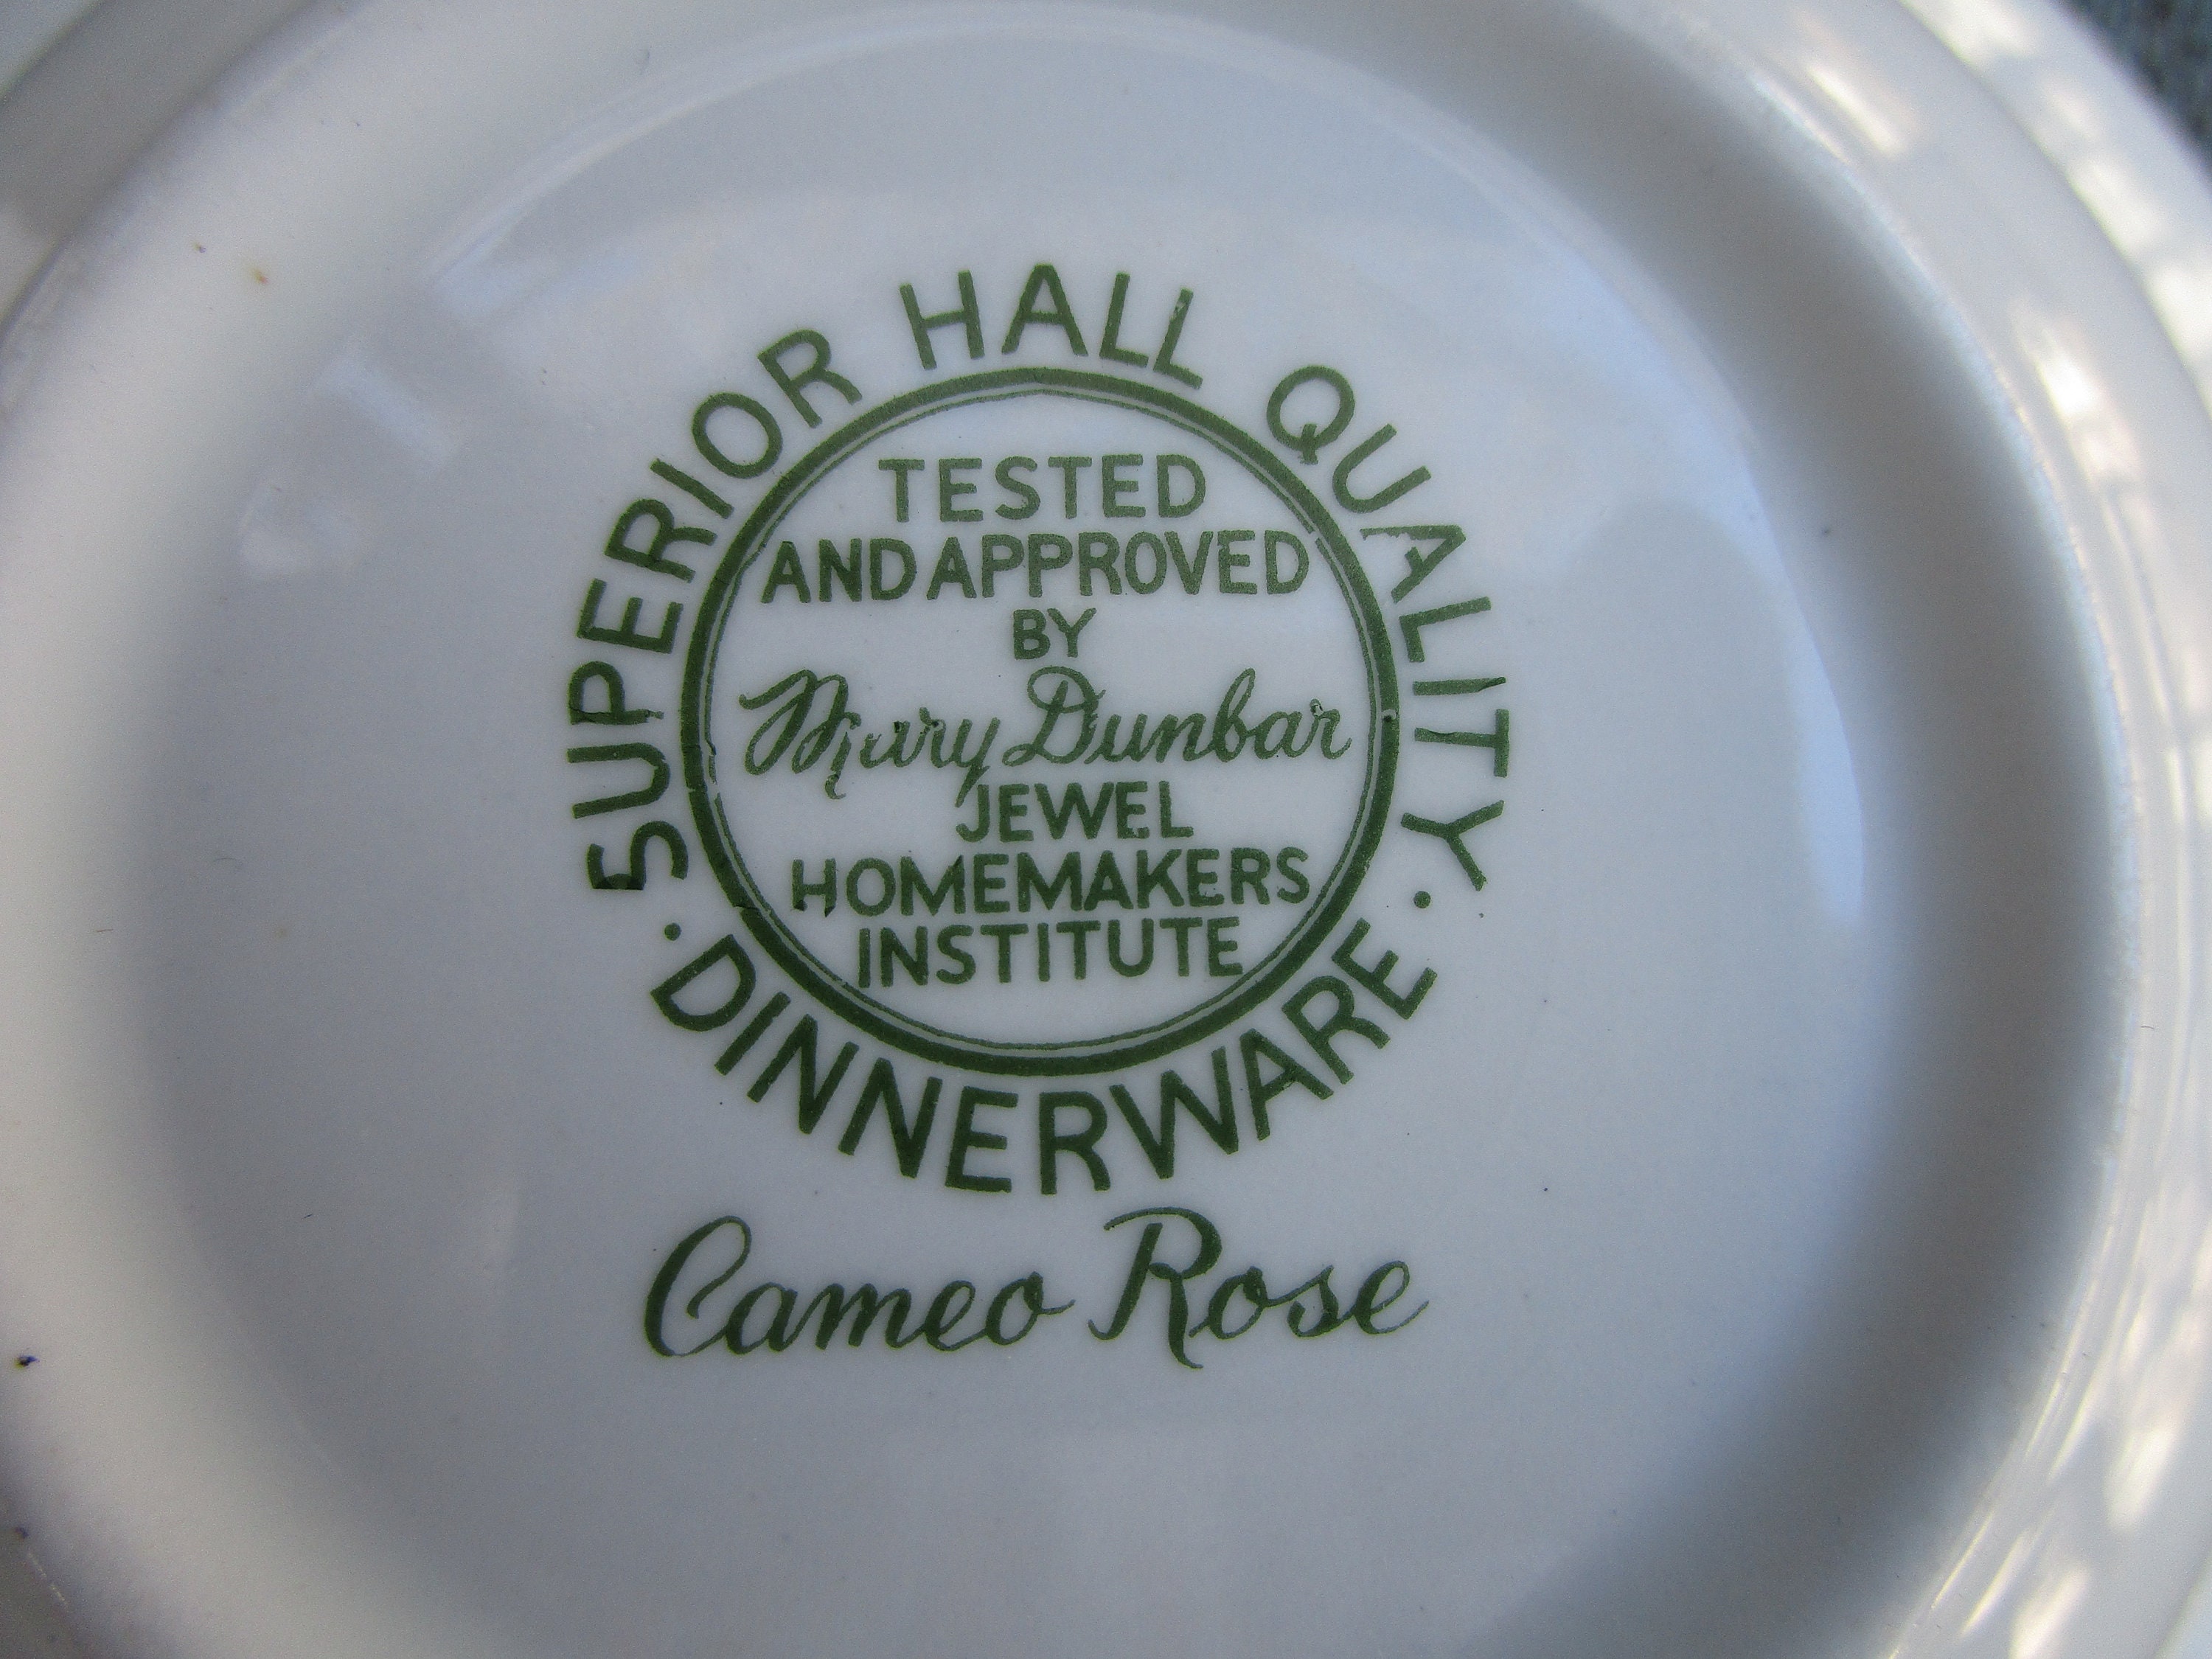 SUPERIOR HALL QUALITY
TESTED
AND APPROVED
BY
Mary Dunbar
JEWEL
HOMEMAKERS
INSTITUTE
· DINNERWARE ·
Cameo Rose